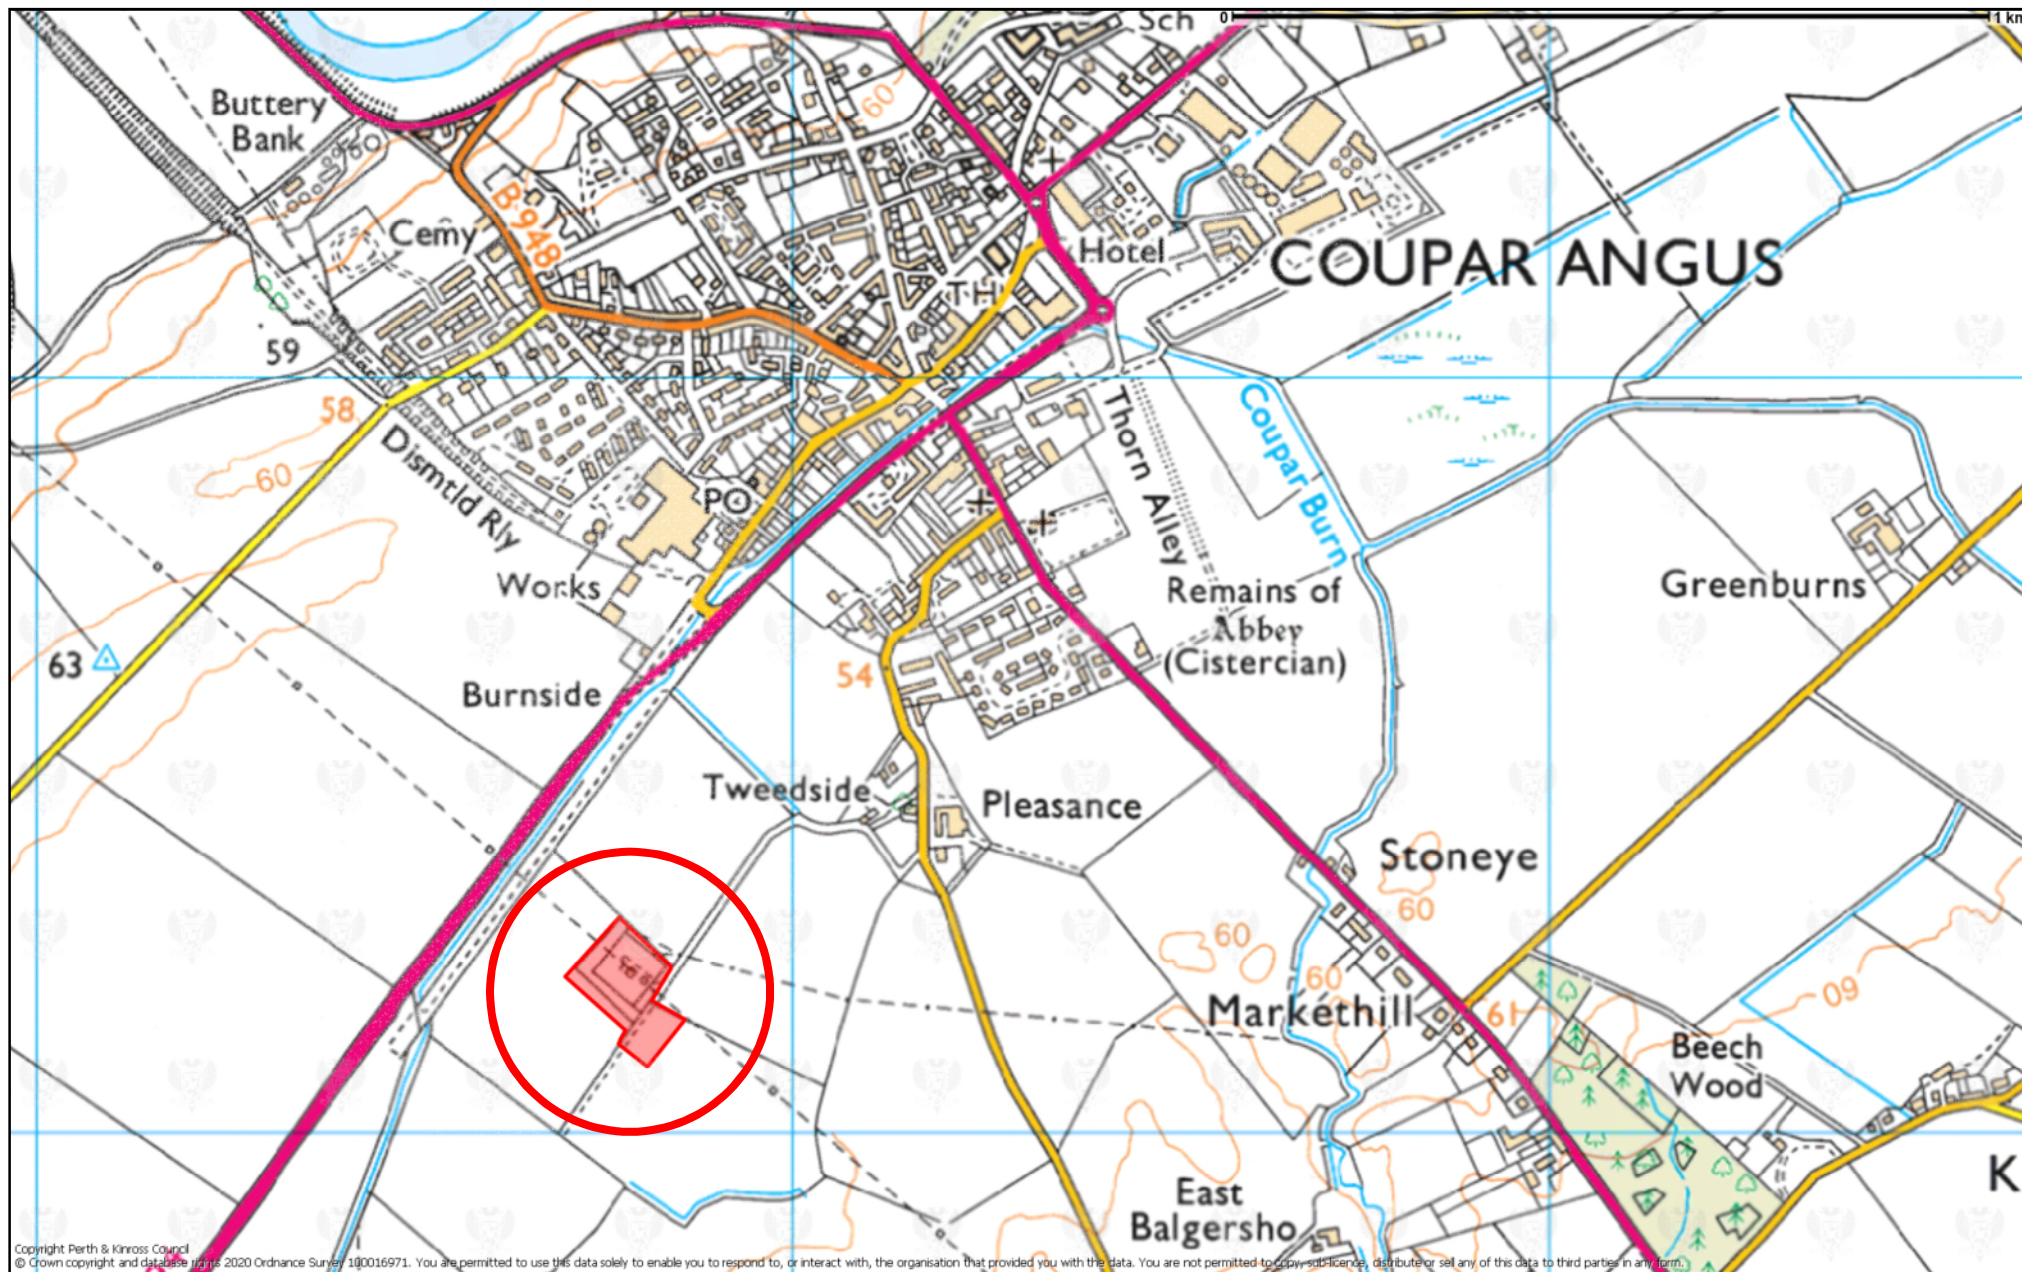 0
1 km
Sch
Buttery
Bank
60
Cemy
B 948
Hotel
COUPAR ANGUS
TH
59
58
60
Dismtld Rly
PO
Thorn Alley
Coupar Burn
Works
Remains of
Abbey
(Cistercian)
Greenburns
63
54
Burnside
Tweedside
Pleasance
Stoneye
60
60
60
Markethill
61
60
Beech
Wood
East
Balgersho
K
Copyright Perth & Kinross Council
© Crown copyright and database rights 2020 Ordnance Survey 100016971. You are permitted to use this data solely to enable you to respond to, or interact with, the organisation that provided you with the data. You are not permitted to copy, sub-licence, distribute or sell any of this data to third parties in any form.